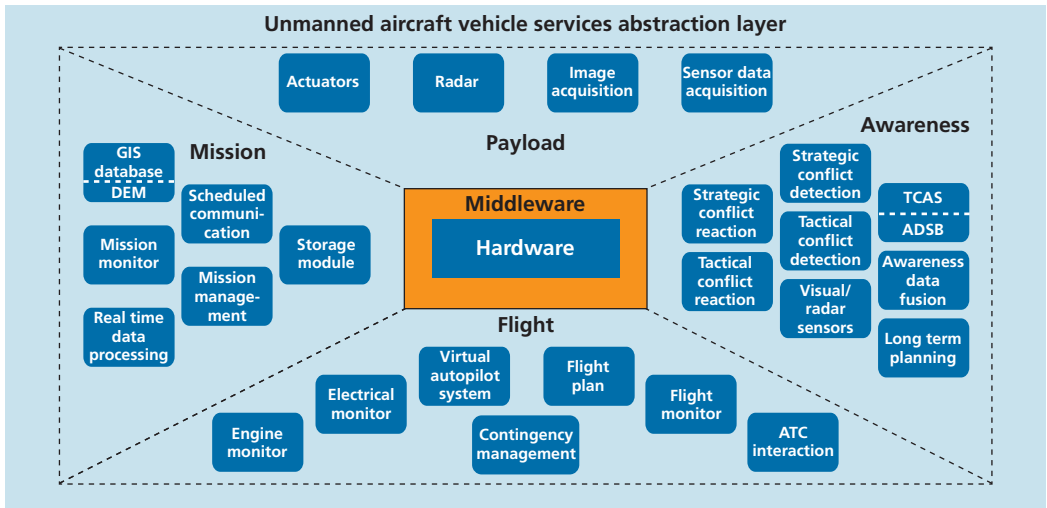 Unmanned aircraft vehicle services abstraction layer
Actuators
Radar
Image
acquisition
Sensor data
acquisition
Payload
Mission
GIS
database
DEM
Scheduled
communi-
cation
Mission
monitor
Storage
module
Mission
manage-
ment
Real time
data
processing
Middleware
Hardware
Awareness
Strategic
conflict
detection
Strategic
conflict
reaction
TCAS
ADSB
Tactical
conflict
detection
Tactical
conflict
reaction
Awareness
data
fusion
Visual/
radar
sensors
Long term
planning
Flight
Virtual
autopilot
system
Flight
plan
Electrical
monitor
Flight
monitor
Engine
monitor
Contingency
management
ATC
interaction